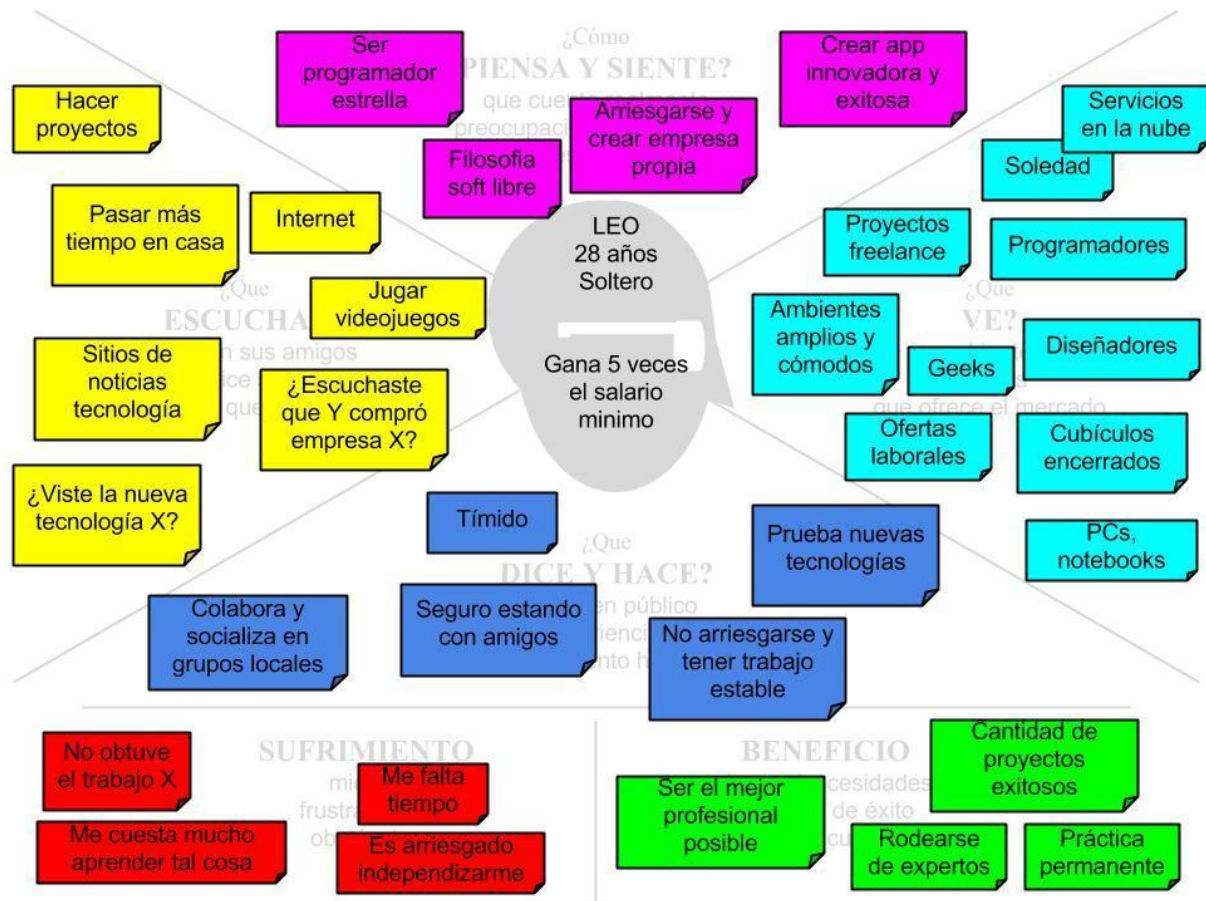 ¿Cómo
PIENSA Y SIENTE?
que cuenta realmente
Ser
programador
estrella
Crear app
innovadora y
exitosa
Arriesgarse y
crear empresa
propia
Filosofía
soft libre
Hacer
proyectos
Pasar más
tiempo en casa
Internet
Jugar
videojuegos
¿Que
ESCUCHA
sus amigos
que
Sitios de
noticias
tecnología
¿Escuchaste
que Y compró
empresa X?
¿Viste la nueva
tecnología X?
LEO
28 años
Soltero
Gana 5 veces
el salario
minimo
Servicios
en la nube
Soledad
Proyectos
freelance
Programadores
¿Que
VE?
que ofrece el mercado
Ambientes
amplios y
cómodos
Geeks
Diseñadores
Ofertas
laborales
Cubículos
encerrados
PCs,
notebooks
¿Que
DICE Y HACE?
en público
Tímido
Prueba nuevas
tecnologías
Colabora y
socializa en
grupos locales
Seguro estando
con amigos
No arriesgarse y
tener trabajo
estable
SUFRIMIENTO
No obtuve
el trabajo X
Me falta
tiempo
Me cuesta mucho
aprender tal cosa
Es arriesgado
independizarme
BENEFICIO
de éxito
Cantidad de
proyectos
exitosos
Ser el mejor
profesional
posible
Rodearse
de expertos
Práctica
permanente